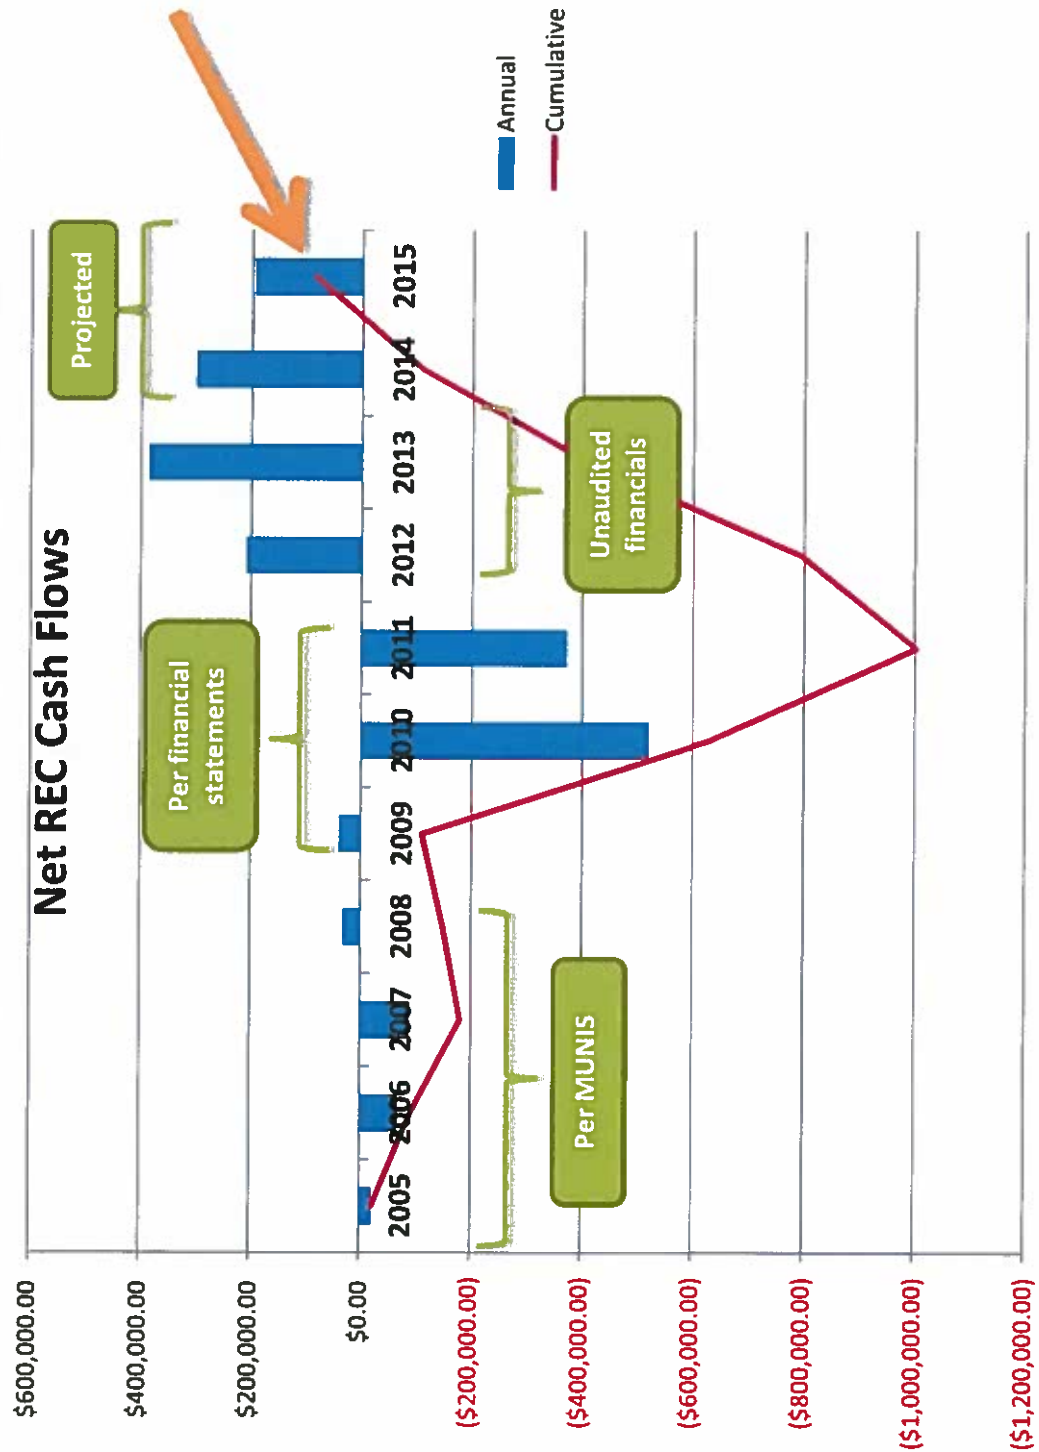 Net REC Cash Flows
$600,000.00
$400,000.00
$200,000.00
$0.00
($200,000.00)
($400,000.00)
($600,000.00)
($800,000.00)
($1,000,000.00)
($1,200,000.00)
2005
2006
2007
2008
2009
2010
2011
2012
2013
2014
2015
Per MUNIS
Per financial
statements
Unaudited
financials
Projected
Annual
Cumulative